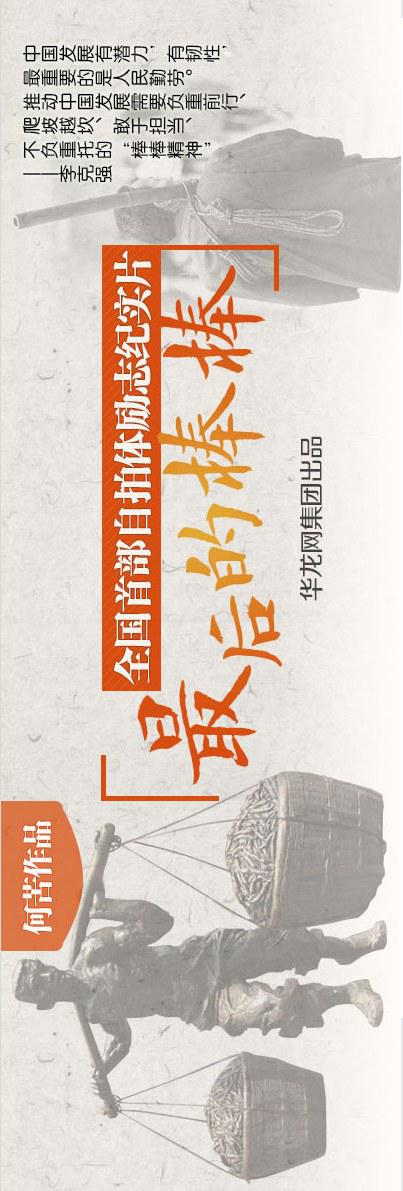 何苦作品
全国首部自拍体励志纪实片
最后的棒棒
华龙网集团出品
中国发展有潜力，有韧性，
最重要的是人民勤劳。
推动中国发展需要负重前行、
爬坡越坎、敢于担当、
不负重托的“棒棒精神”
——李克强